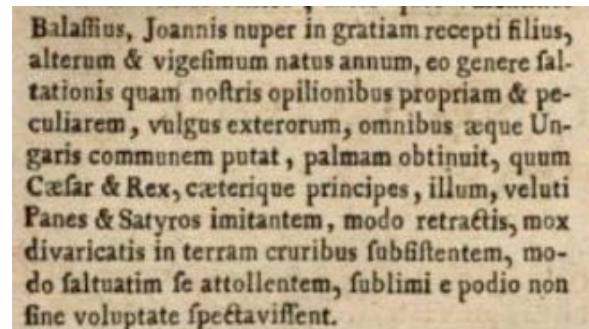 Balaſſius, Joannis nuper in gratiam recepti filius,
alterum & vigeſimum natus annum, eo genere ſal-
tationis quam noſtris opilionibus propriam & pe-
culiarem, vulgus exterorum, omnibus æque Un-
garis communem putat, palmam obtinuit, quum
Cæſar & Rex, cæterique principes, illum, veluti
Panes & Satyros imitantem, modo retractis, mox
divaricatis in terram cruribus ſubſiſtentem, mo-
do ſaltuatim ſe attollentem, ſublimi e podio non
ſine voluptate ſpectaviſſent.